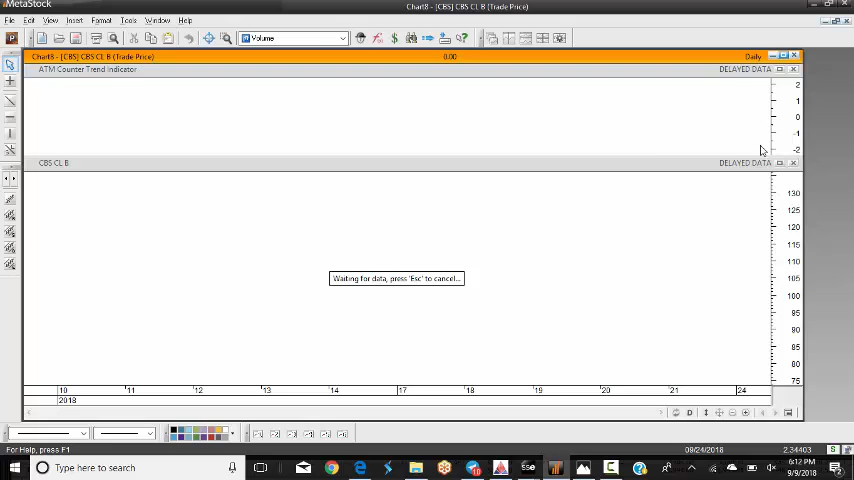 MetaStock
Chart8 - [CBS] CBS CL B (Trade Price)
File Edit View Insert Format Tools Window Help
Volume
Chart8 - [CBS] CBS CL B (Trade Price) 0.00 Daily
ATM Counter Trend Indicator DELAYED DATA
2
1
0
-1
-2
CBS CL B DELAYED DATA
130
125
120
115
110
105
100
95
90
85
80
75
Waiting for data, press 'Esc' to cancel...
10 11 12 13 14 17 18 19 20 21 24
2018
For Help, press F1 09/24/2018 2.34403 S
Type here to search
10
sse
6:12 PM
9/9/2018
2